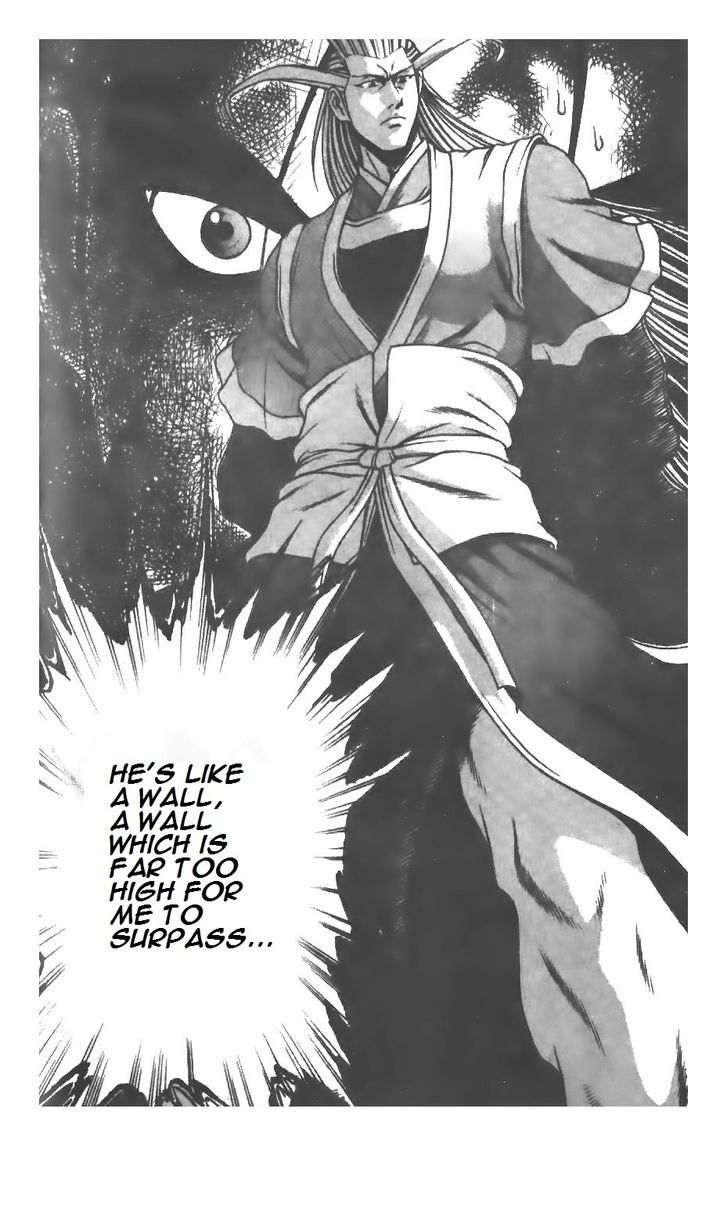 HE'S LIKE
A WALL,
A WALL
WHICH IS
FAR TOO
HIGH FOR
ME TO
SURPASS...